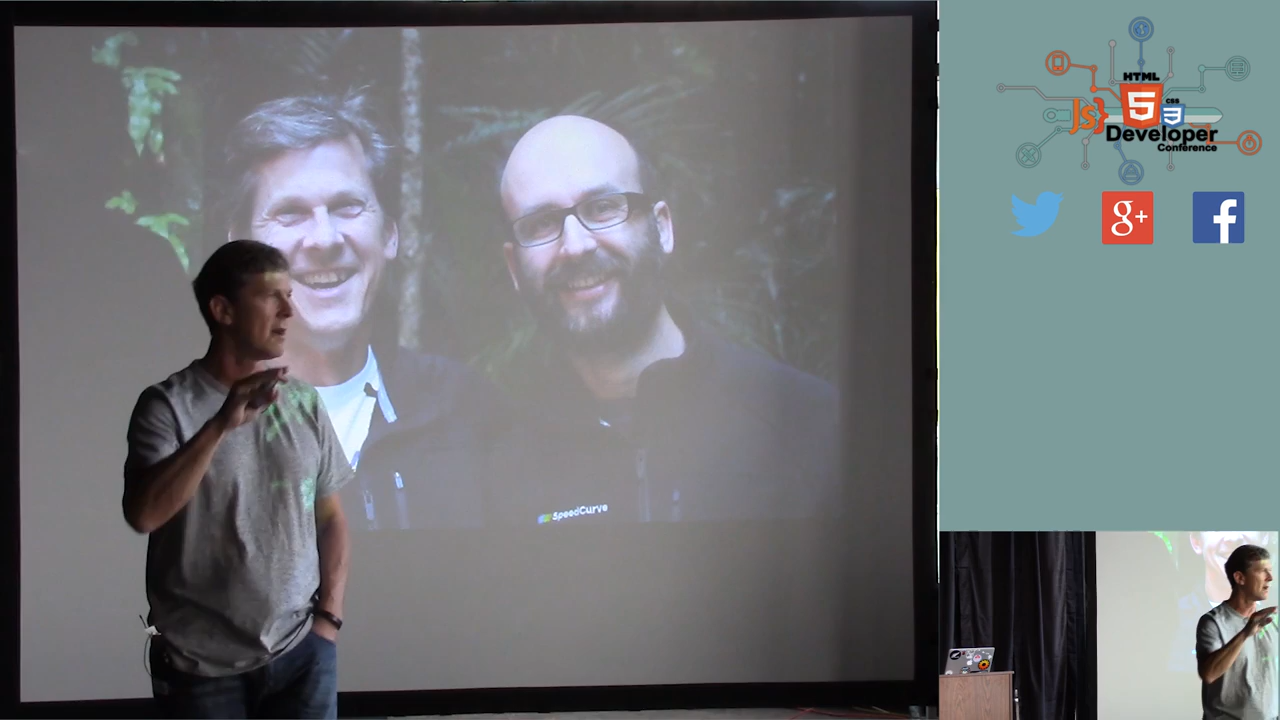 HTML
5
CSS
3
JS}
Developer
Conference
g+
f
SpeedCurve